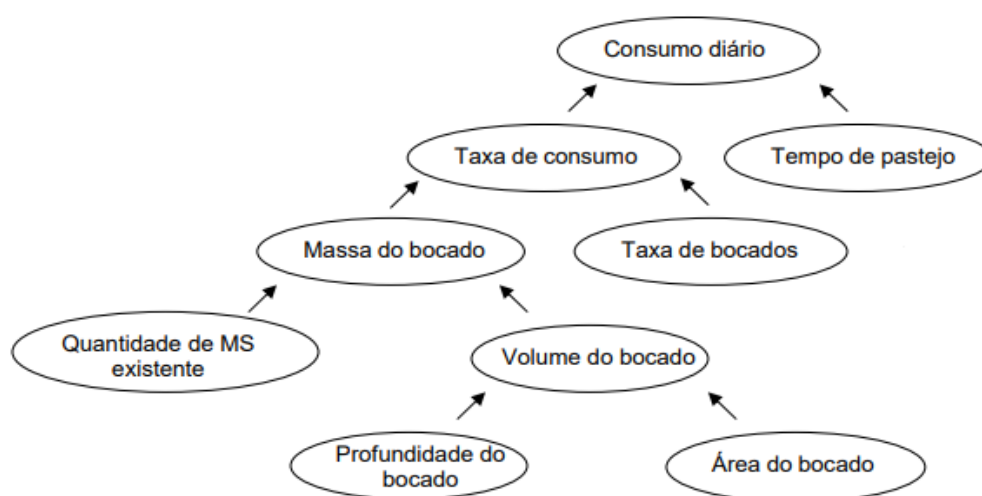 Consumo diário
Taxa de consumo
Tempo de pastejo
Massa do bocado
Taxa de bocados
Quantidade de MS
existente
Volume do bocado
Profundidade do
bocado
Área do bocado